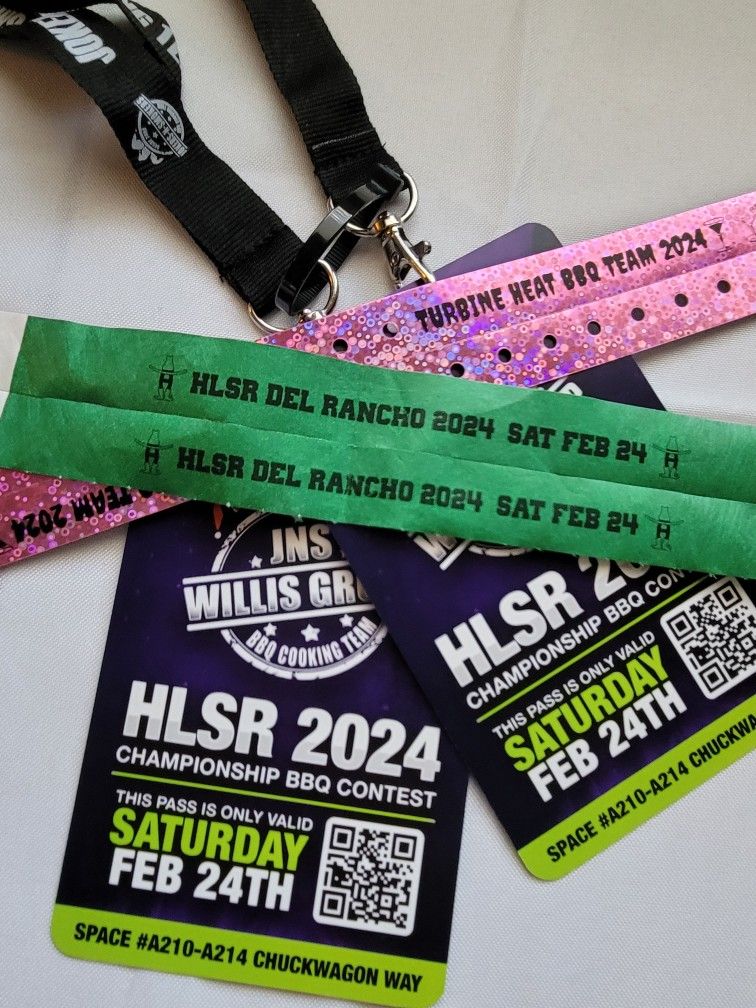 JOKER
TURBINE HEAT BBQ TEAM 2024
HLSR DEL RANCHO 2024 SAT FEB 24
HLSR DEL RANCHO 2024 SAT FEB 24
TEAM 2024
JNS
WILLIS GR
BBQ COOKING TEAM
HLSR 2024
CHAMPIONSHIP BBQ CONTEST
THIS PASS IS ONLY VALID
SATURDAY
FEB 24TH
SPACE #A210-A214 CHUCKWAGON WAY
HLSR 20
CHAMPIONSHIP BBQ CON
THIS PASS IS ONLY VALID
SATURDAY
FEB 24TH
SPACE #A210-A214 CHUCKWA